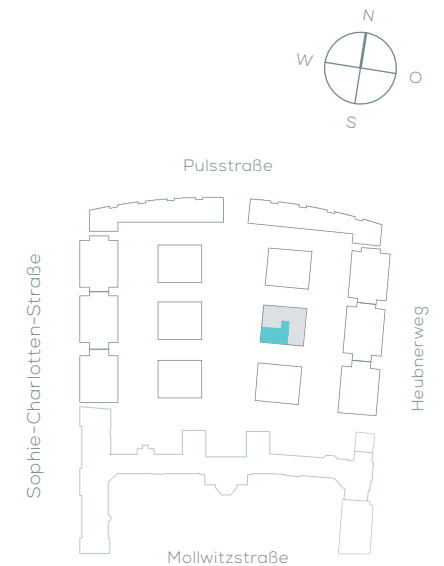 N
W
O
S
Pulsstraße
Sophie-Charlotten-Straße
Heubnerweg
Mollwitzstraße